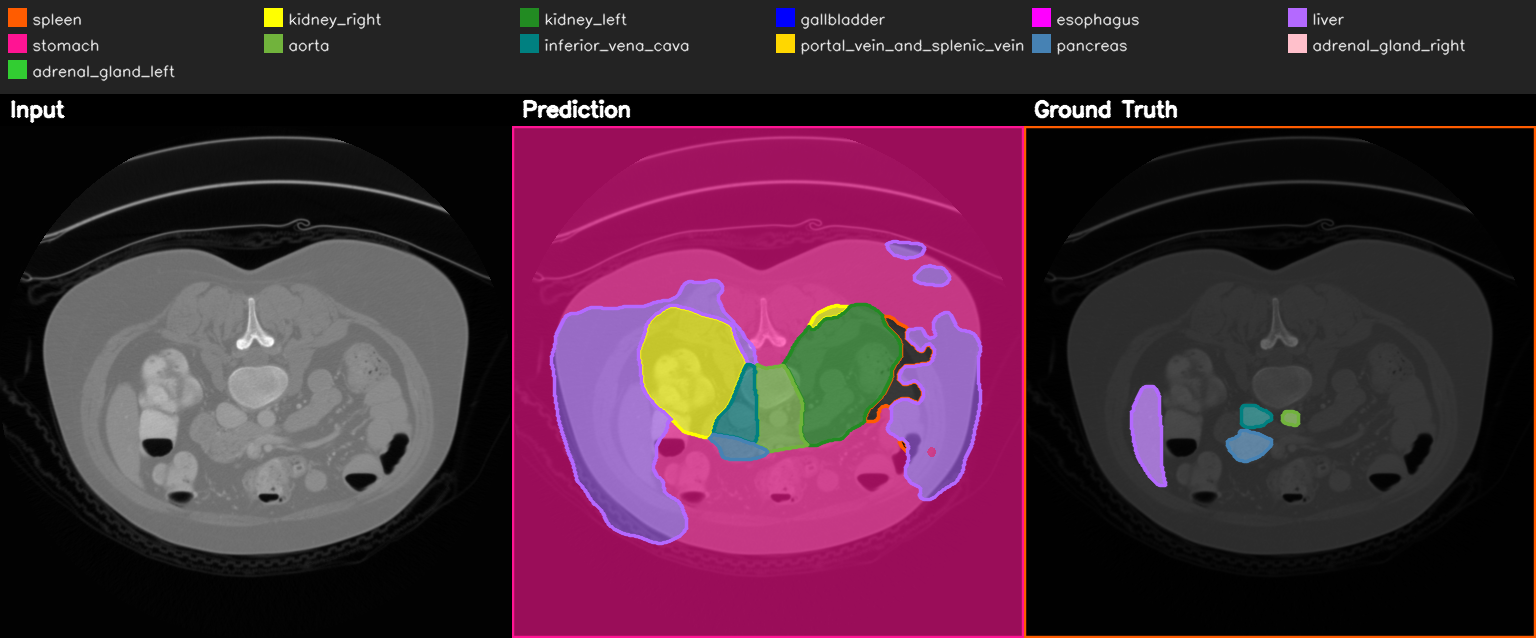 spleen kidney_right kidney_left gallbladder esophagus liver
stomach aorta inferior_vena_cava portal_vein_and_splenic_vein pancreas adrenal_gland_right
adrenal_gland_left
Input Prediction Ground Truth